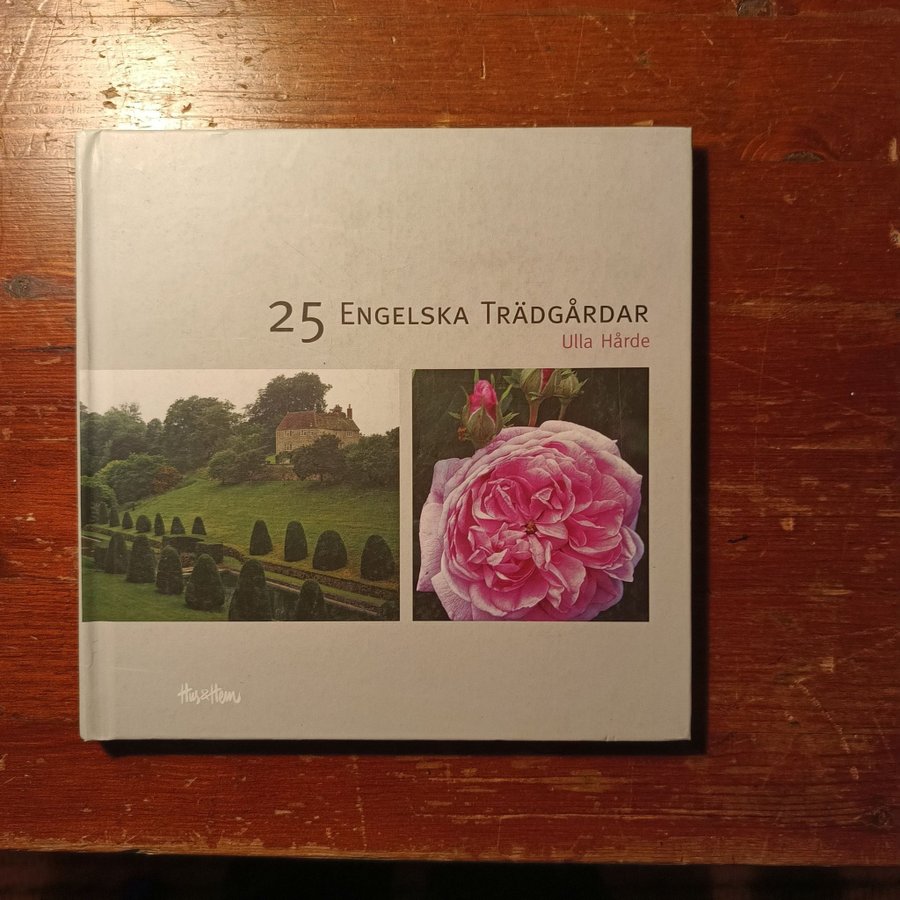 25 ENGELSKA TRÄDGÅRDAR
Ulla Hårde
Hus & Hem